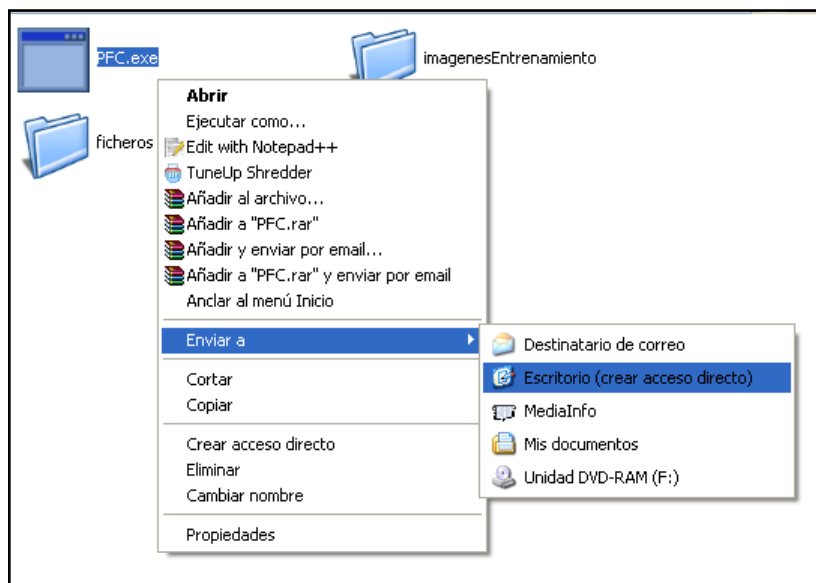 PFC.exe
imagenesEntrenamiento
ficheros
Abrir
Ejecutar como...
Edit with Notepad++
TuneUp Shredder
Añadir al archivo...
Añadir a "PFC.rar"
Añadir y enviar por email...
Añadir a "PFC.rar" y enviar por email
Anclar al menú Inicio
Enviar a
Cortar
Copiar
Crear acceso directo
Eliminar
Cambiar nombre
Propiedades
Destinatario de correo
Escritorio (crear acceso directo)
MediaInfo
Mis documentos
Unidad DVD-RAM (F:)